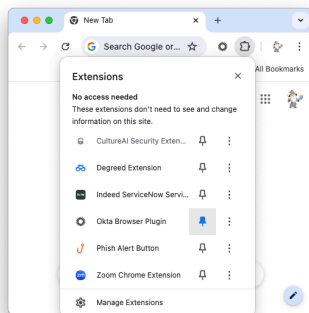 New Tab
Search Google or...
All Bookmarks
Extensions
No access needed
These extensions don't need to see and change
information on this site.
CultureAI Security Exten...
Degreed Extension
Indeed ServiceNow Servi...
Okta Browser Plugin
Phish Alert Button
Zoom Chrome Extension
Manage Extensions